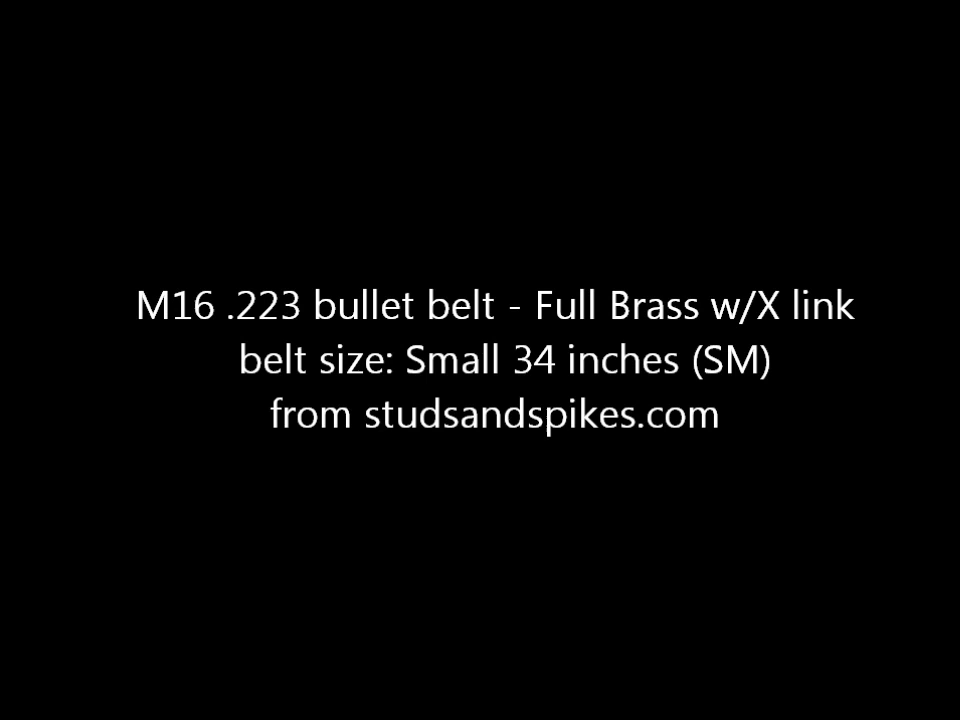 M16 .223 bullet belt - Full Brass w/X link
belt size: Small 34 inches (SM)
from studsandspikes.com